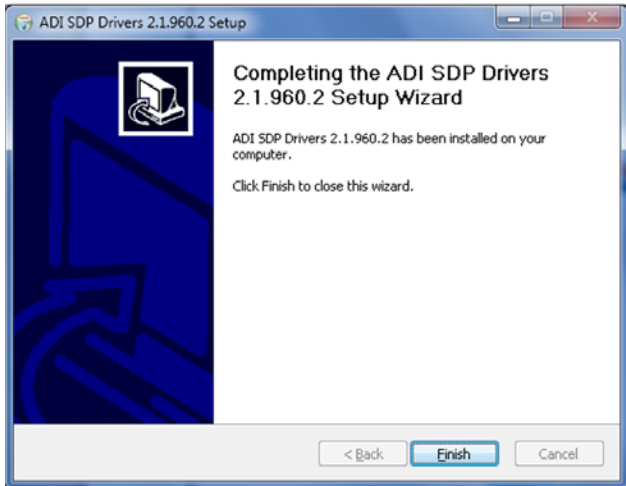 ADI SDP Drivers 2.1.960.2 Setup
Completing the ADI SDP Drivers
2.1.960.2 Setup Wizard
ADI SDP Drivers 2.1.960.2 has been installed on your
computer.
Click Finish to close this wizard.
< Back
Finish
Cancel